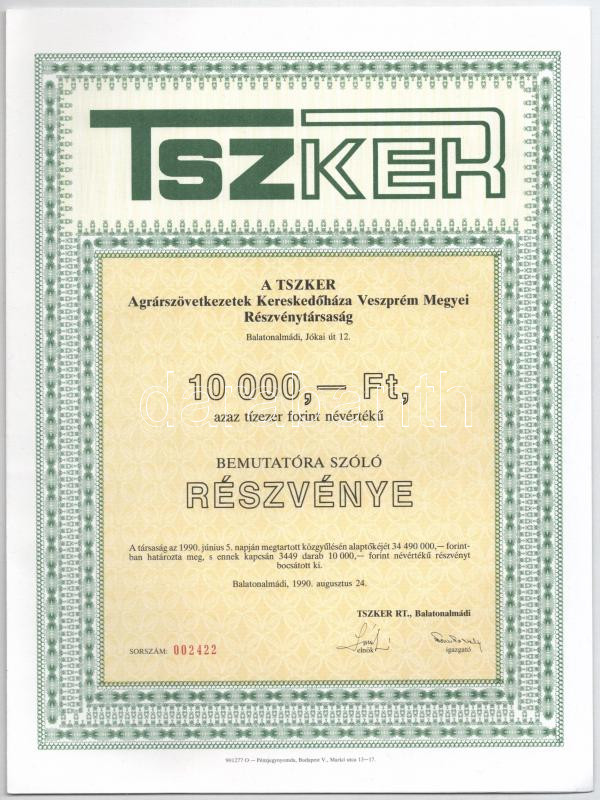 TSZKER
A TSZKER
Agrárszövetkezetek Kereskedőháza Veszprém Megyei
Részvénytársaság
Balatonalmádi, Jókai út 12.
10 000,— Ft,
azaz tízezer forint névértékű
BEMUTATÓRA SZÓLÓ
RÉSZVÉNYE
A társaság az 1990. június 5. napján megtartott közgyűlésén alaptőkéjét 34 490 000,— forint-
ban határozta meg, s ennek kapcsán 3449 darab 10 000,— forint névértékű részvényt
bocsátott ki.
Balatonalmádi, 1990. augusztus 24.
TSZKER RT., Balatonalmádi
SORSZÁM: 002422
elnök
igazgató
901277 O — Pénzjegynyomda, Budapest V., Markó utca 13—17.